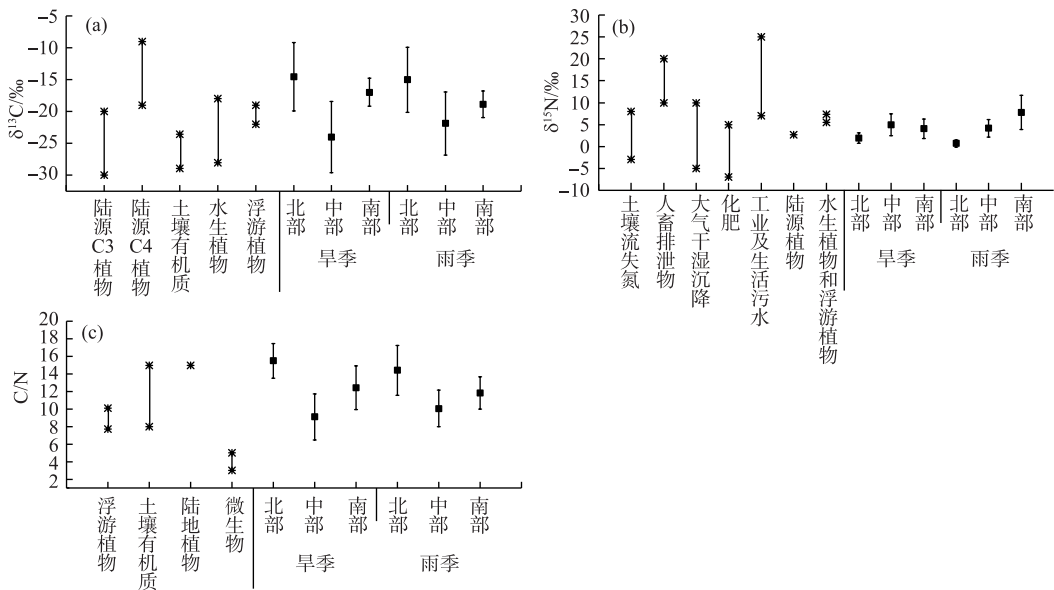 (a)
δ¹³C/‰
−5
−10
−15
−20
−25
−30
陆源C3植物
陆源C4植物
土壤有机质
水生植物
浮游植物
北部
中部
南部
北部
中部
南部
旱季
雨季
(b)
δ¹⁵N/‰
30
25
20
15
10
5
0
−5
−10
土壤流失氮
人畜排泄物
大气干湿沉降
化肥
工业及生活污水
陆源植物
水生植物和浮游植物
北部
中部
南部
北部
中部
南部
旱季
雨季
(c)
C/N
20
18
16
14
12
10
8
6
4
2
浮游植物
土壤有机质
陆地植物
微生物
北部
中部
南部
北部
中部
南部
旱季
雨季